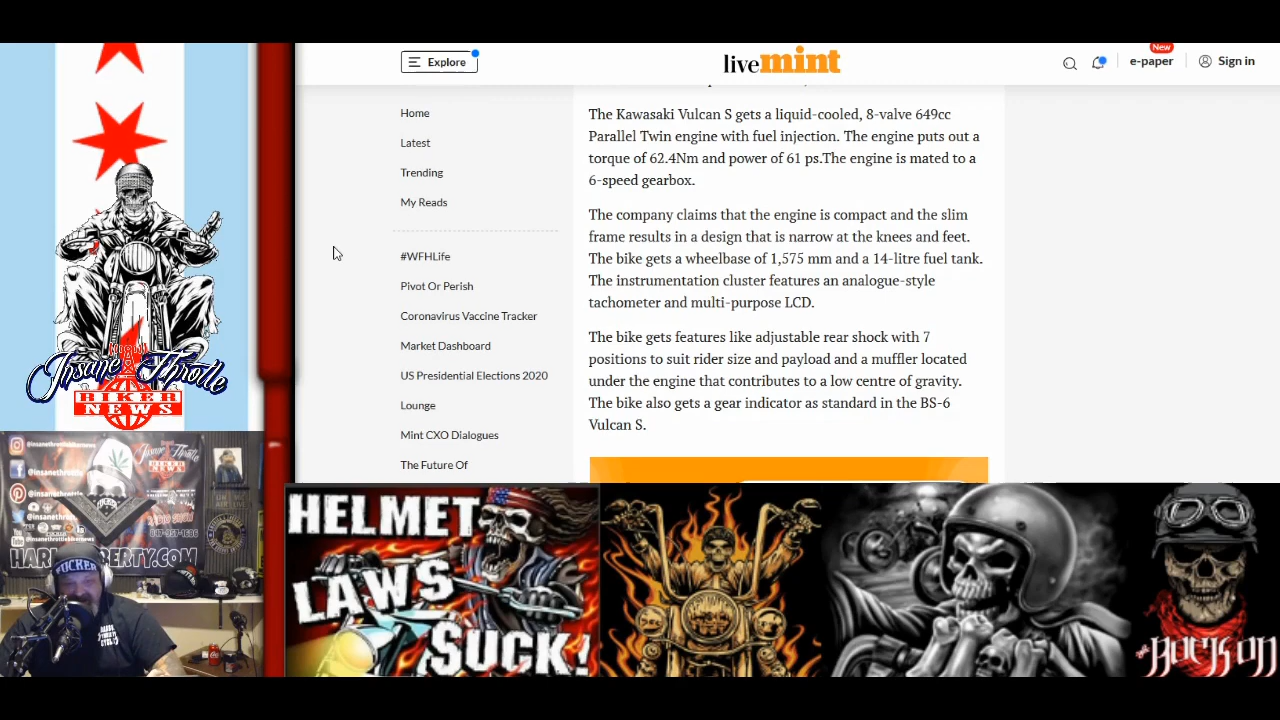 Explore
livemint
New
e-paper
Sign in
Home
Latest
Trending
My Reads
#WFHLife
Pivot Or Perish
Coronavirus Vaccine Tracker
Market Dashboard
US Presidential Elections 2020
Lounge
Mint CXO Dialogues
The Future Of
The Kawasaki Vulcan S gets a liquid-cooled, 8-valve 649cc
Parallel Twin engine with fuel injection. The engine puts out a
torque of 62.4Nm and power of 61 ps.The engine is mated to a
6-speed gearbox.
The company claims that the engine is compact and the slim
frame results in a design that is narrow at the knees and feet.
The bike gets a wheelbase of 1,575 mm and a 14-litre fuel tank.
The instrumentation cluster features an analogue-style
tachometer and multi-purpose LCD.
The bike gets features like adjustable rear shock with 7
positions to suit rider size and payload and a muffler located
under the engine that contributes to a low centre of gravity.
The bike also gets a gear indicator as standard in the BS-6
Vulcan S.
Insane Throttle
BIKER
NEWS
@insanethrottlebikernews
FUCKER
HELMET
LAWS
SUCK!
ROCK ON